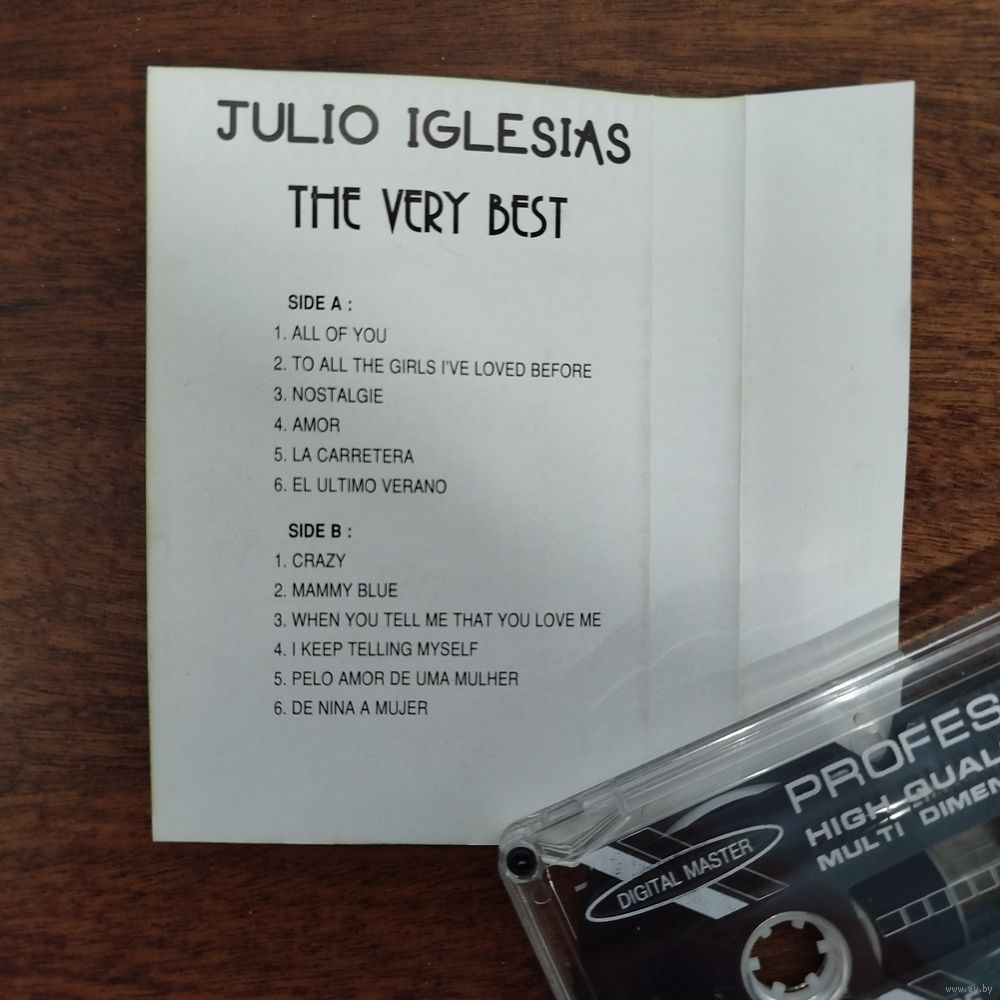 JULIO IGLESIAS
THE VERY BEST
SIDE A :
1. ALL OF YOU
2. TO ALL THE GIRLS I'VE LOVED BEFORE
3. NOSTALGIE
4. AMOR
5. LA CARRETERA
6. EL ULTIMO VERANO
SIDE B :
1. CRAZY
2. MAMMY BLUE
3. WHEN YOU TELL ME THAT YOU LOVE ME
4. I KEEP TELLING MYSELF
5. PELO AMOR DE UMA MULHER
6. DE NINA A MUJER
PROFES
HIGH QUAL
MULTI DIMEN
DIGITAL MASTER
www.ay.by